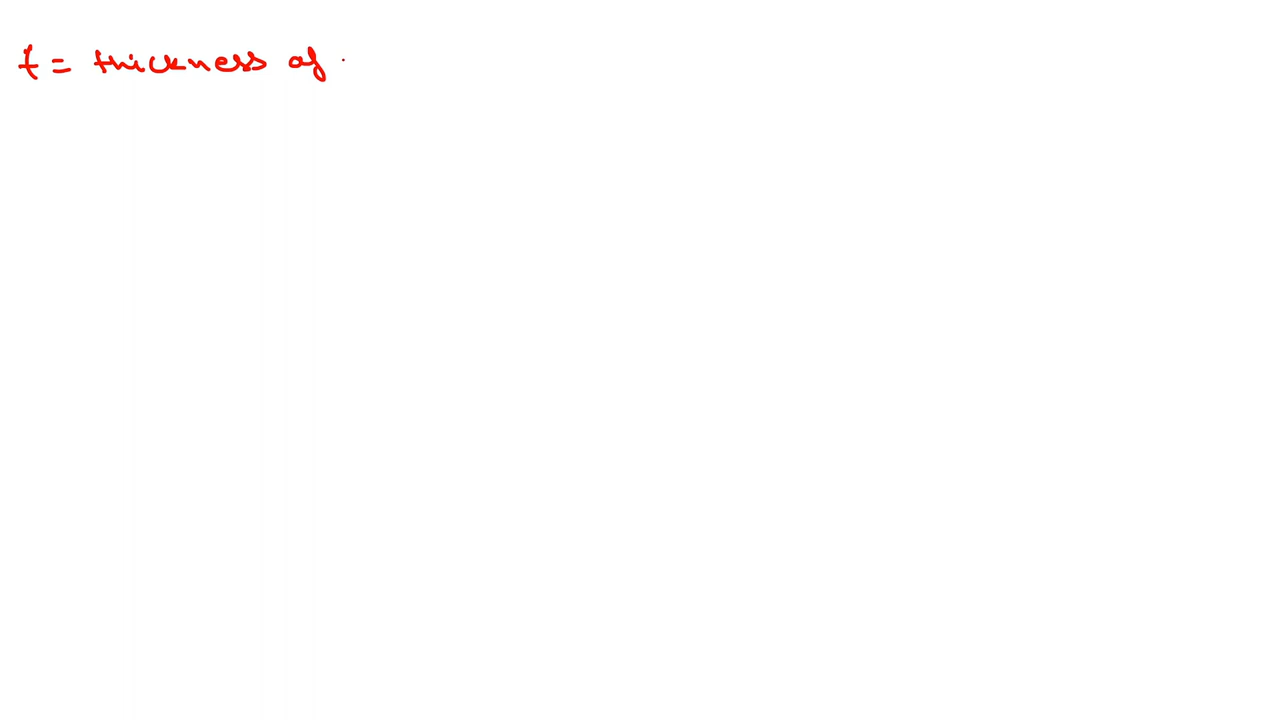 t = thickness of